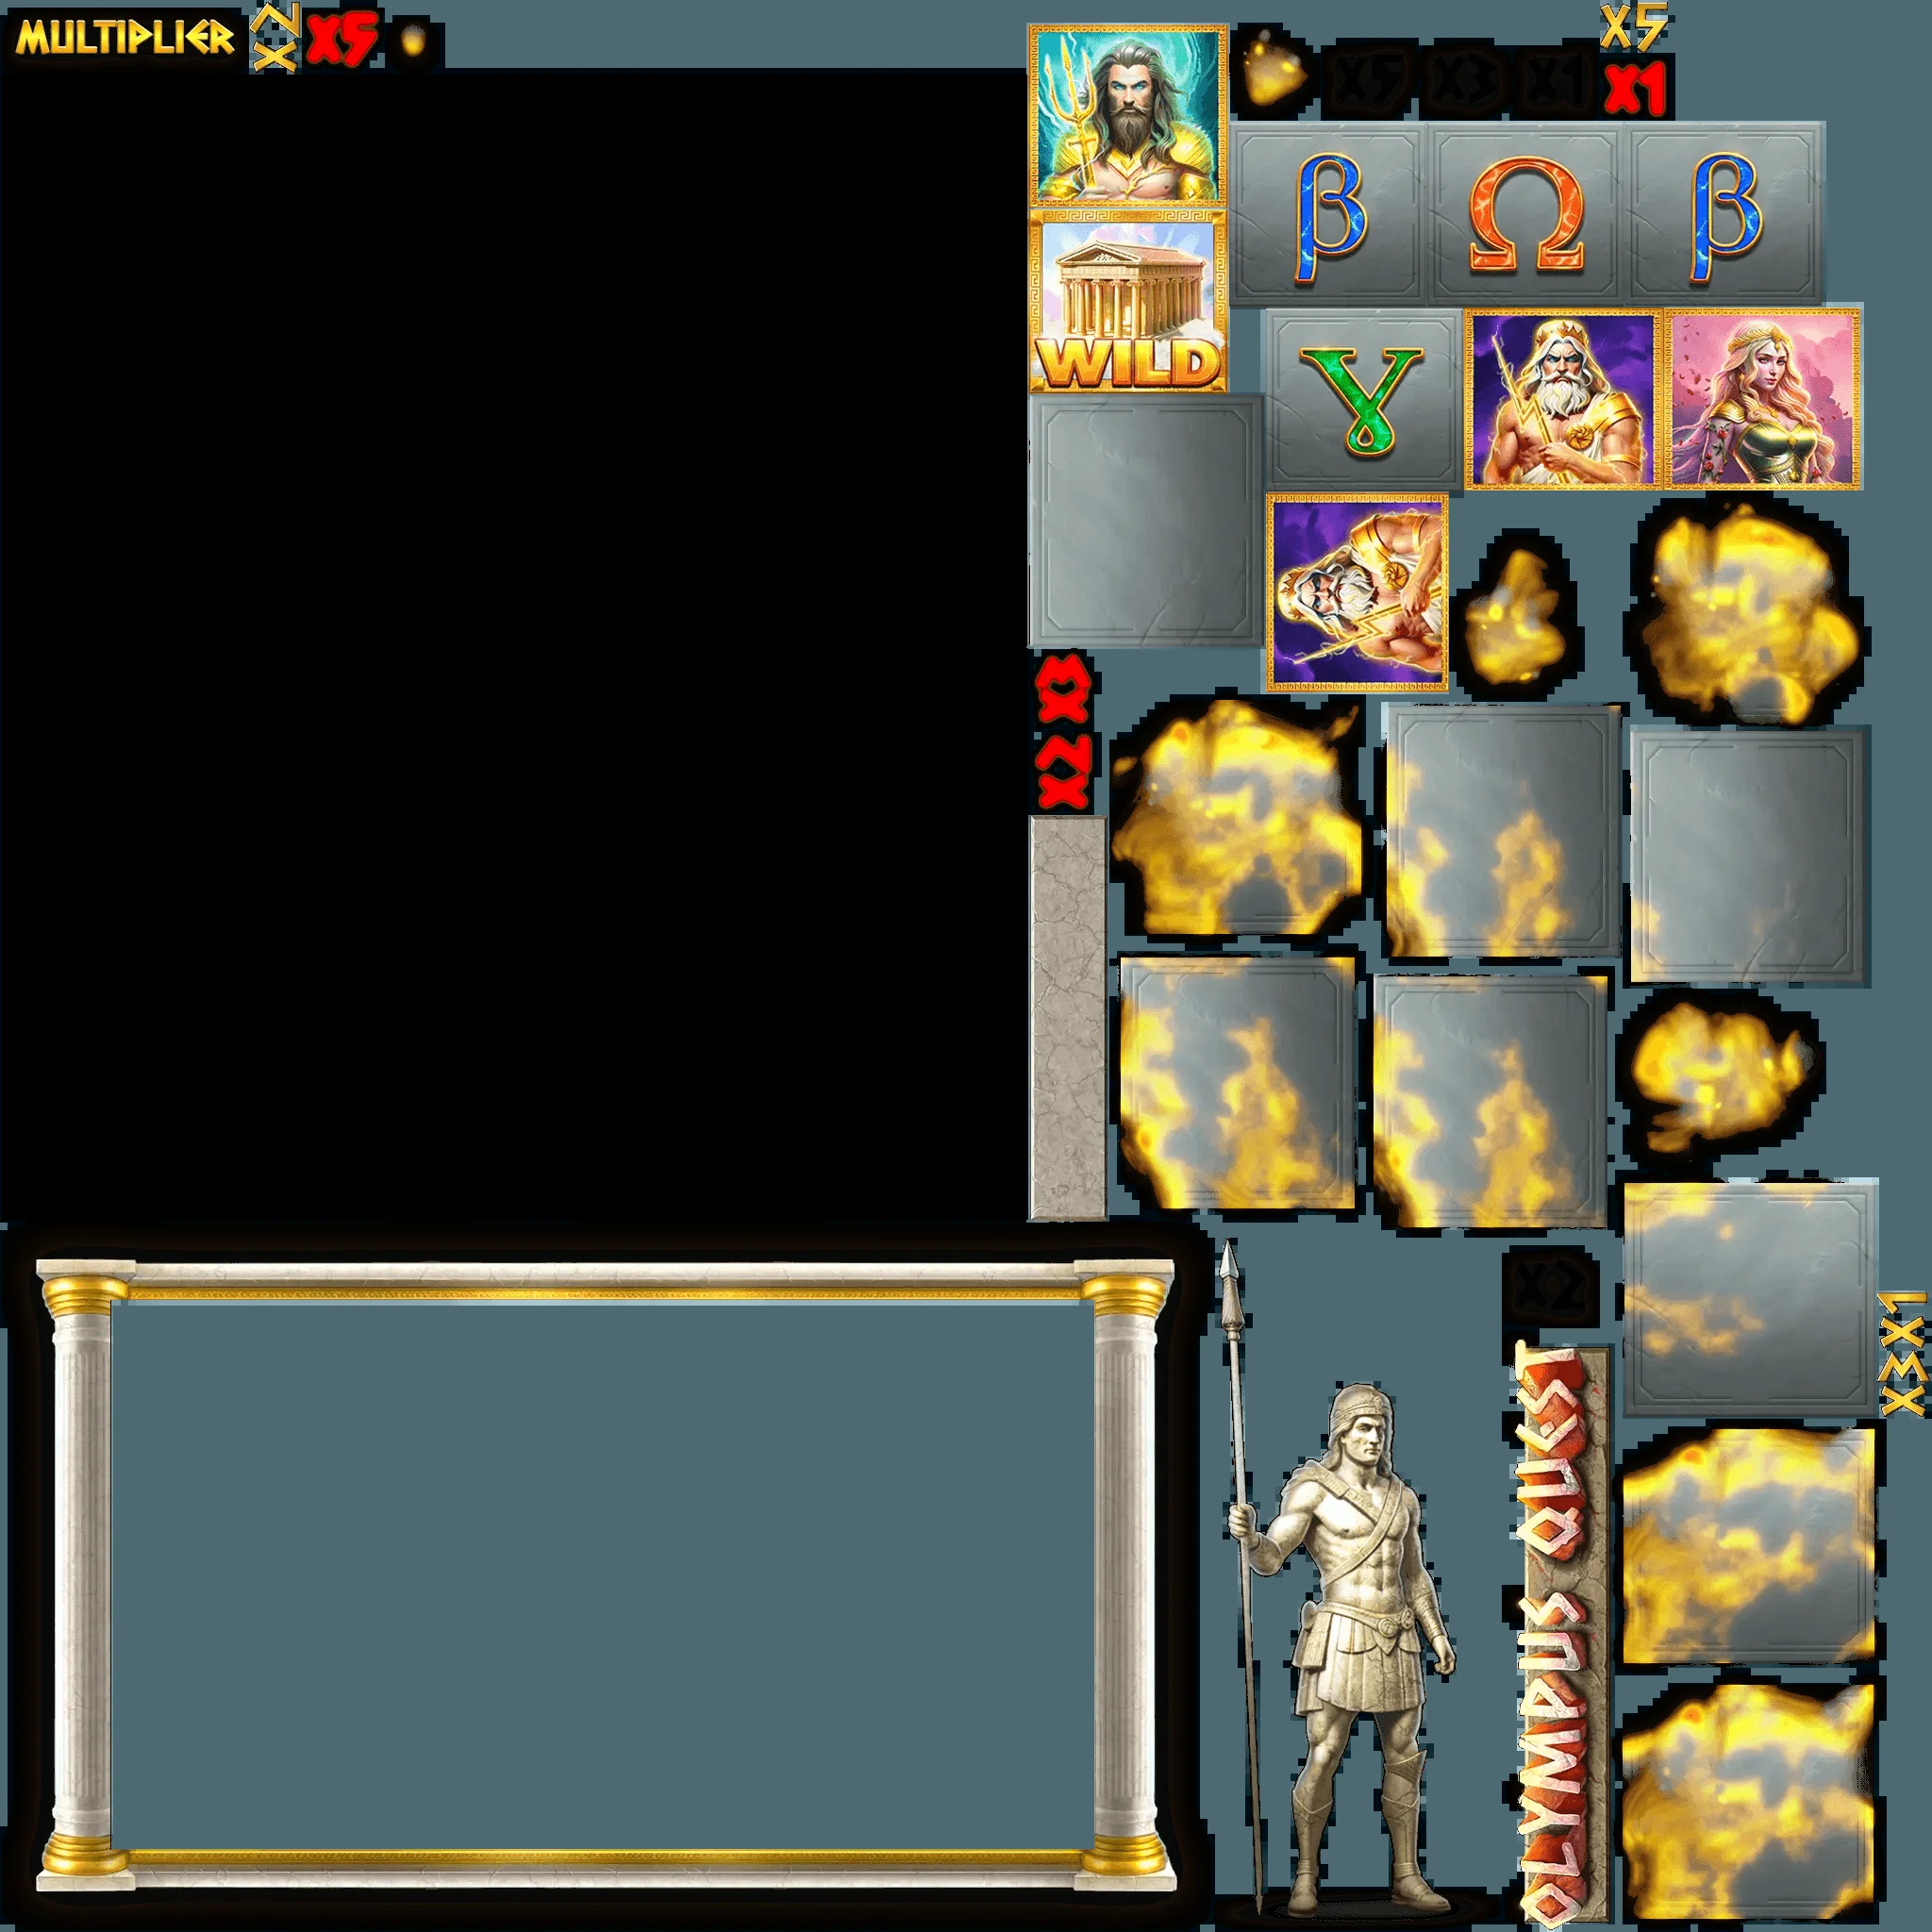 MULTIPLIER
X2
X5
X5
X5
X3
X1
X1
β
Ω
β
WILD
Ɣ
X3
X2
X2
X1
X3
OLYMPUS QUEST